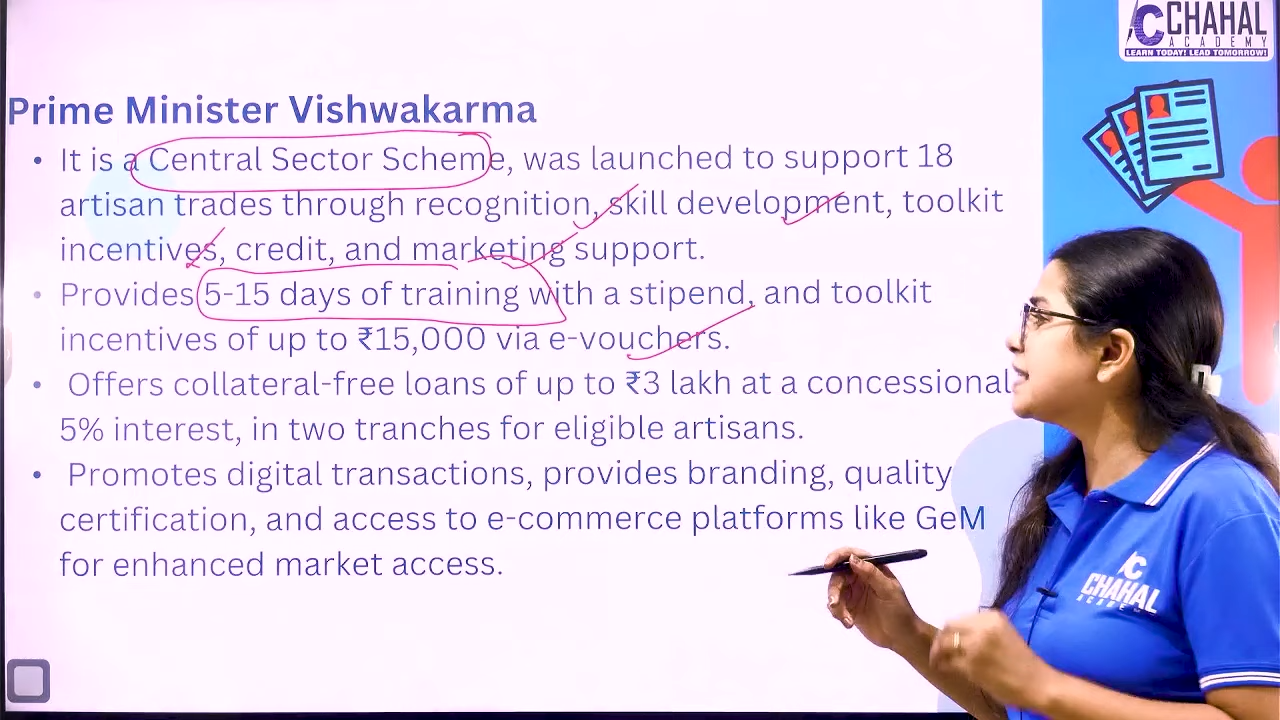 CHAHAL
ACADEMY
LEARN TODAY! LEAD TOMORROW!
Prime Minister Vishwakarma
• It is a Central Sector Scheme, was launched to support 18
artisan trades through recognition, skill development, toolkit
incentives, credit, and marketing support.
• Provides 5-15 days of training with a stipend, and toolkit
incentives of up to ₹15,000 via e-vouchers.
• Offers collateral-free loans of up to ₹3 lakh at a concessional
5% interest, in two tranches for eligible artisans.
• Promotes digital transactions, provides branding, quality
certification, and access to e-commerce platforms like GeM
for enhanced market access.
CHAHAL
ACADEMY